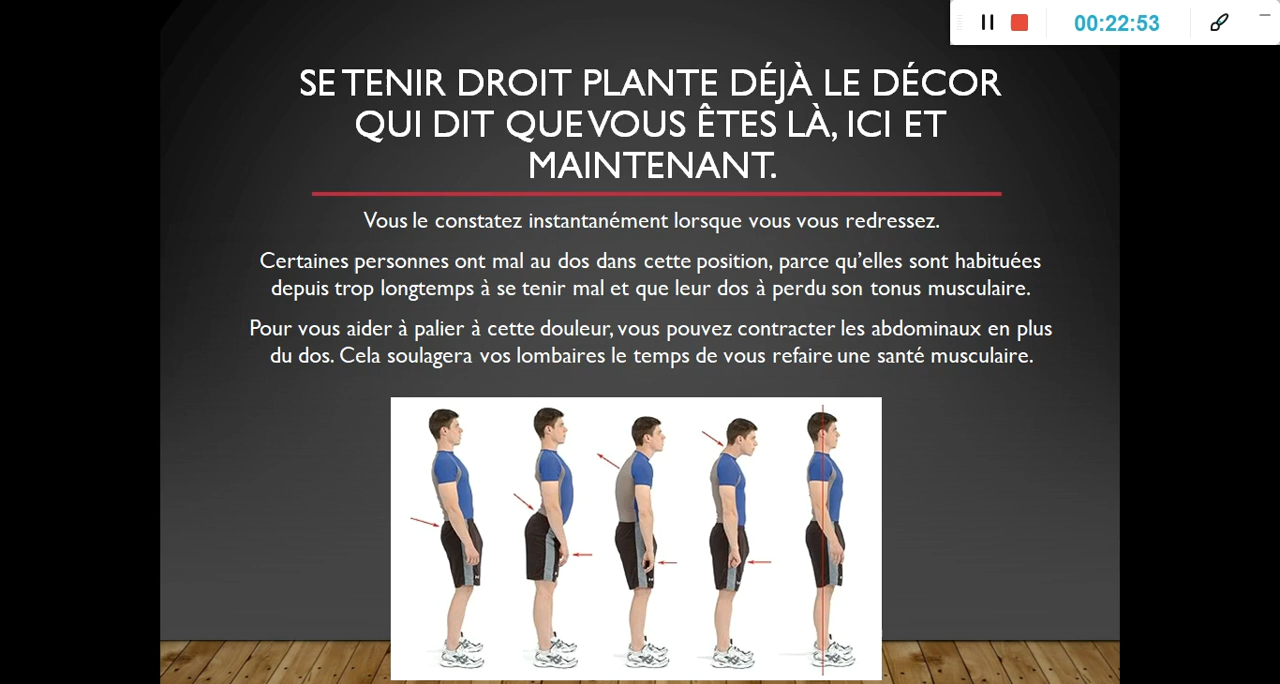 00:22:53
SE TENIR DROIT PLANTE DÉJÀ LE DÉCOR
QUI DIT QUE VOUS ÊTES LÀ, ICI ET
MAINTENANT.
Vous le constatez instantanément lorsque vous vous redressez.
Certaines personnes ont mal au dos dans cette position, parce qu’elles sont habituées
depuis trop longtemps à se tenir mal et que leur dos à perdu son tonus musculaire.
Pour vous aider à palier à cette douleur, vous pouvez contracter les abdominaux en plus
du dos. Cela soulagera vos lombaires le temps de vous refaire une santé musculaire.